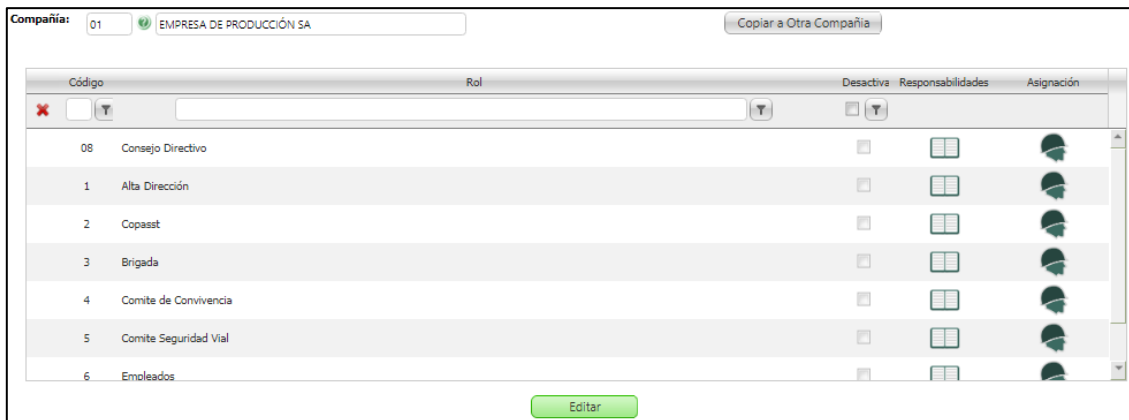 Compañía: 01 EMPRESA DE PRODUCCIÓN SA Copiar a Otra Compañia
Código Rol Desactiva Responsabilidades Asignación
08 Consejo Directivo
1 Alta Dirección
2 Copasst
3 Brigada
4 Comite de Convivencia
5 Comite Seguridad Vial
6 Empleados
Editar